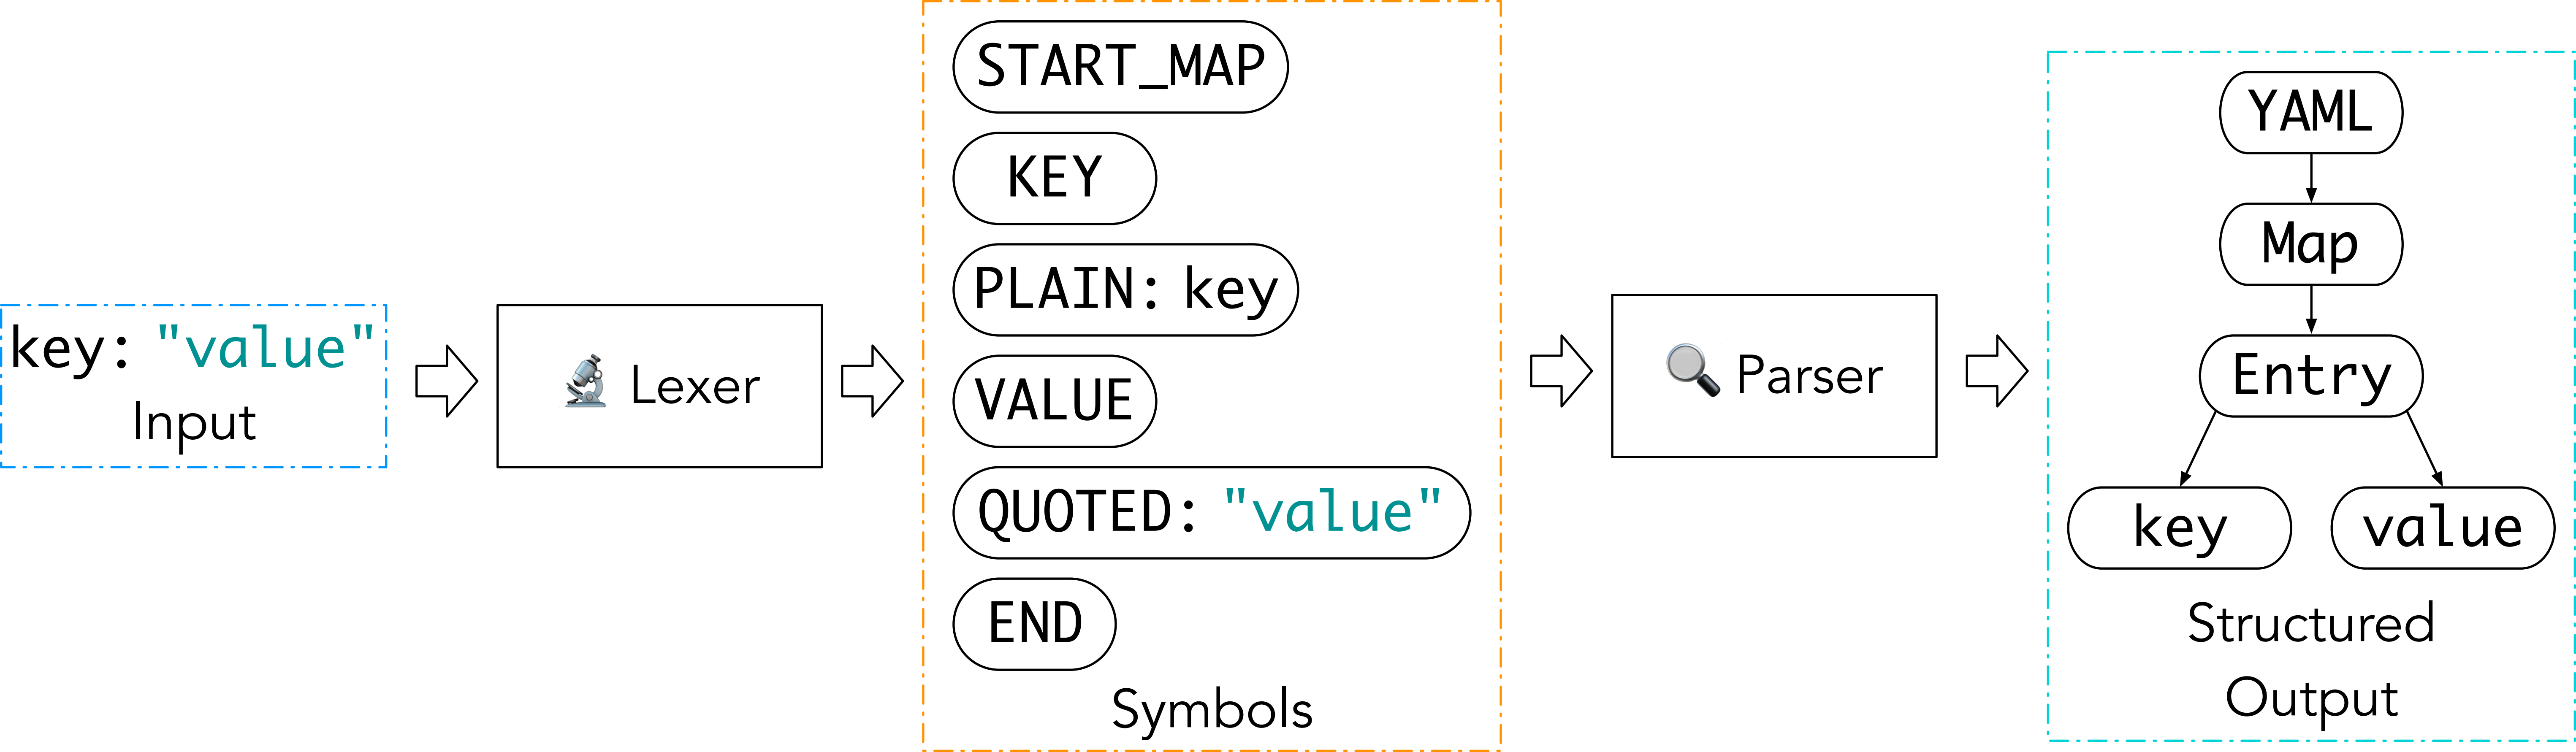 key: "value"
Input
Lexer
START_MAP
KEY
PLAIN: key
VALUE
QUOTED: "value"
END
Symbols
Parser
YAML
Map
Entry
key
value
Structured
Output